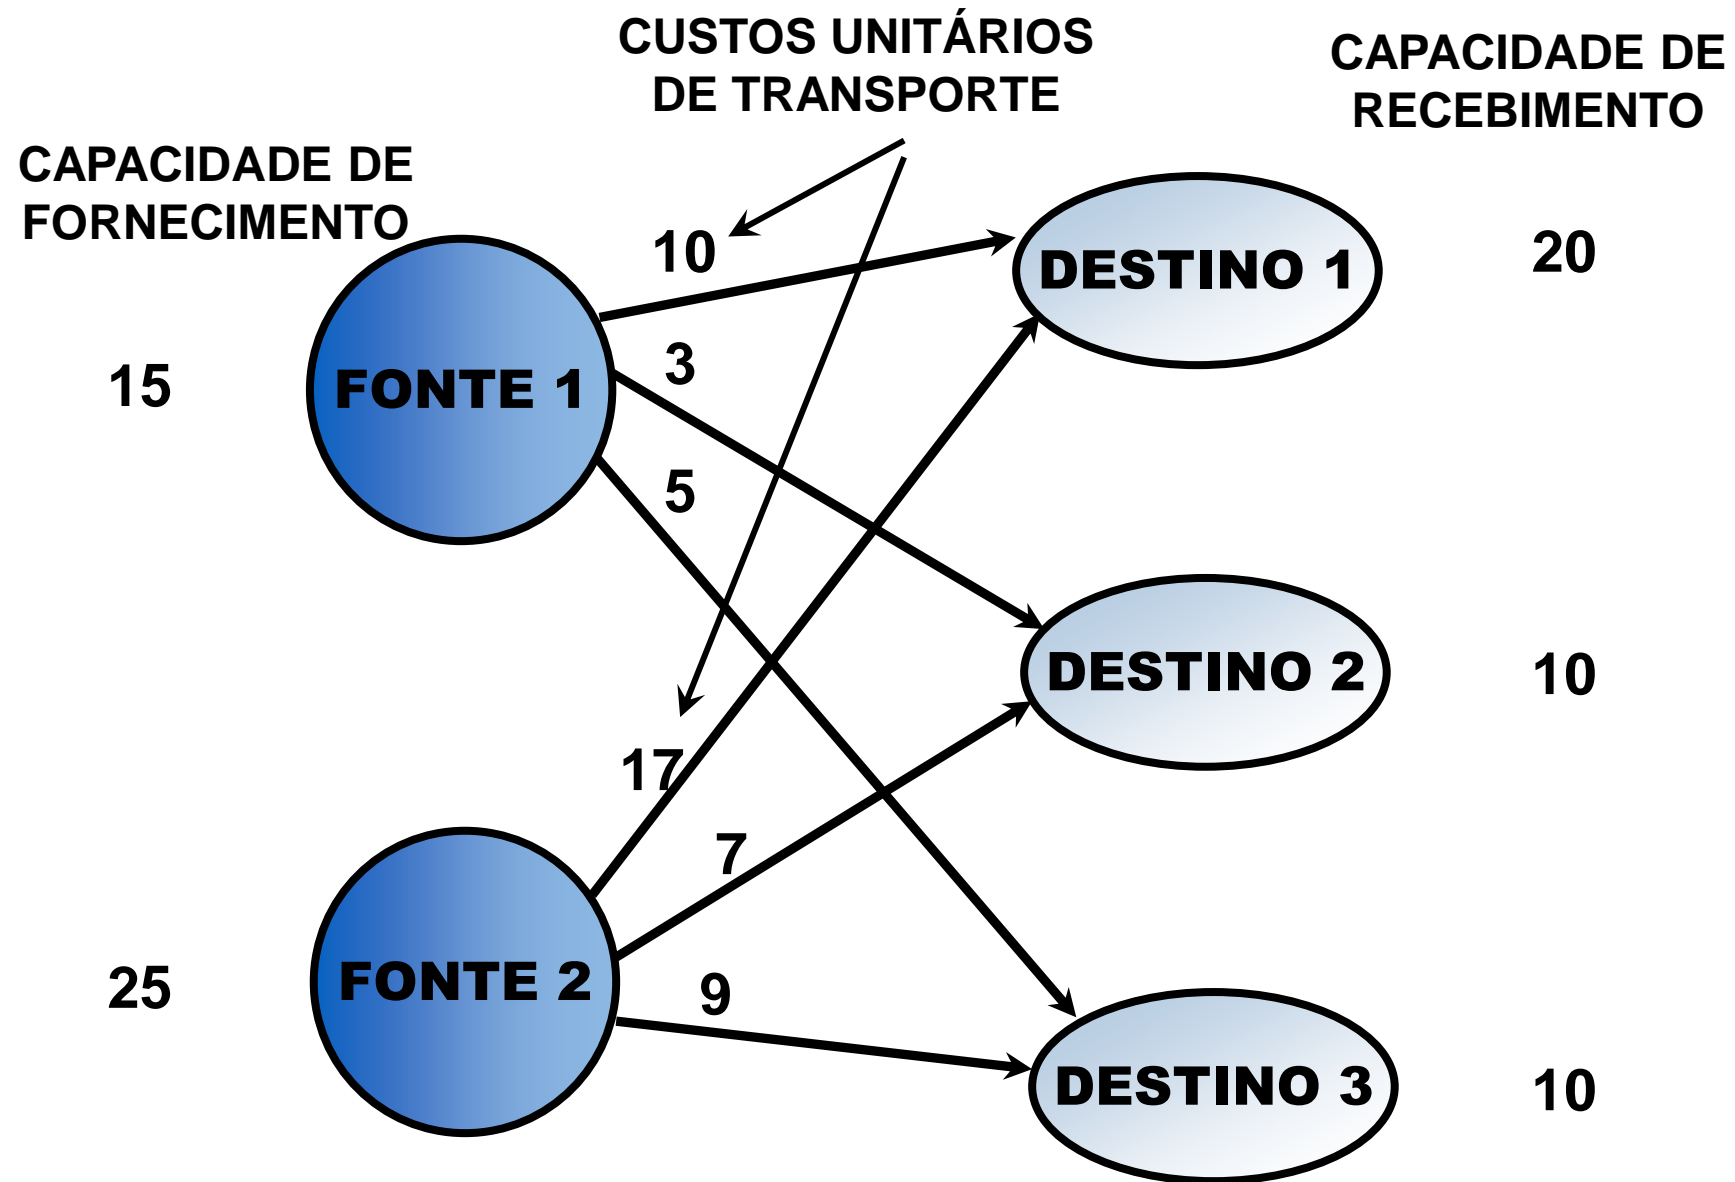 CUSTOS UNITÁRIOS
DE TRANSPORTE
CAPACIDADE DE
RECEBIMENTO
CAPACIDADE DE
FORNECIMENTO
10
DESTINO 1
20
3
15
FONTE 1
5
DESTINO 2
10
17
7
25
FONTE 2
9
DESTINO 3
10